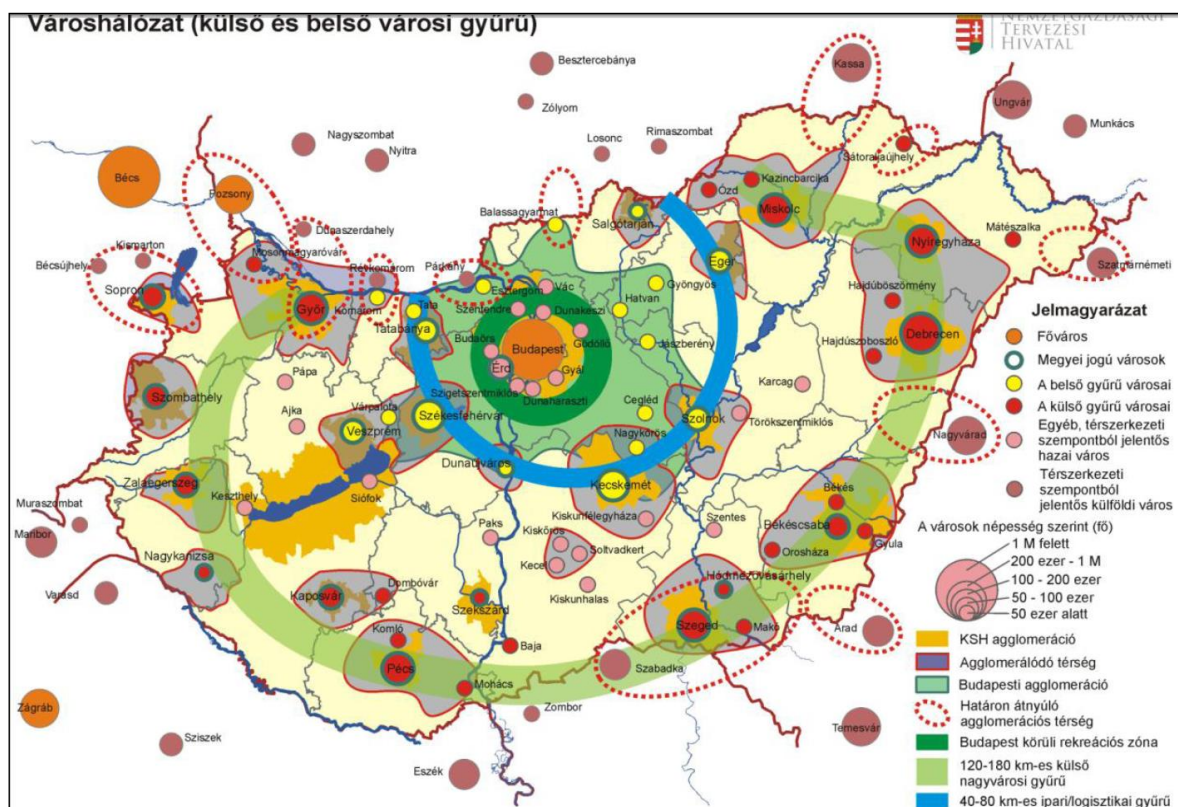 Városhálózat (külső és belső városi gyűrű)
NEMZETGAZDASÁGI
TERVEZÉSI
HIVATAL
Besztercebánya
Kassa
Zólyom
Ungvár
Munkács
Nagyszombat
Nyitra
Losonc
Rimaszombat
Sátoraljaújhely
Bécs
Pozsony
Ózd
Kazincbarcika
Miskolc
Balassagyarmat
Salgótarján
Dunaszerdahely
Mosonmagyaróvár
Nyíregyháza
Mátészalka
Kismarton
Bécsújhely
Révkomárom
Párkány
Eger
Szatmárnémeti
Sopron
Győr
Komárom
Tata
Esztergom
Vác
Gyöngyös
Hatvan
Hajdúböszörmény
Szentendre
Dunakeszi
Tatabánya
Debrecen
Budaörs
Gödöllő
Jászberény
Budapest
Hajdúszoboszló
Érd
Gyál
Pápa
Karcag
Szombathely
Szigetszentmiklós
Dunaharaszti
Ajka
Várpalota
Székesfehérvár
Cegléd
Szolnok
Törökszentmiklós
Veszprém
Nagykőrös
Nagyvárad
Dunaújváros
Zalaegerszeg
Keszthely
Siófok
Kecskemét
Békés
Muraszombat
Maribor
Kiskunfélegyháza
Paks
Kiskőrös
Szentes
Békéscsaba
Gyula
Nagykanizsa
Soltvadkert
Orosháza
Kecel
Varasd
Kaposvár
Dombóvár
Kiskunhalas
Hódmezővásárhely
Szekszárd
Komló
Szeged
Makó
Arad
Baja
Pécs
Szabadka
Mohács
Zágráb
Zombor
Temesvár
Sziszek
Eszék
Jelmagyarázat
Főváros
Megyei jogú városok
A belső gyűrű városai
A külső gyűrű városai
Egyéb, térszerkezeti
szempontból jelentős
hazai város
Térszerkezeti
szempontból
jelentős külföldi város
A városok népesség szerint (fő)
1 M felett
200 ezer - 1 M
100 - 200 ezer
50 - 100 ezer
50 ezer alatt
KSH agglomeráció
Agglomerálódó térség
Budapesti agglomeráció
Határon átnyúló
agglomerációs térség
Budapest körüli rekreációs zóna
120-180 km-es külső
nagyvárosi gyűrű
40-80 km-es ipari/logisztikai gyűrű